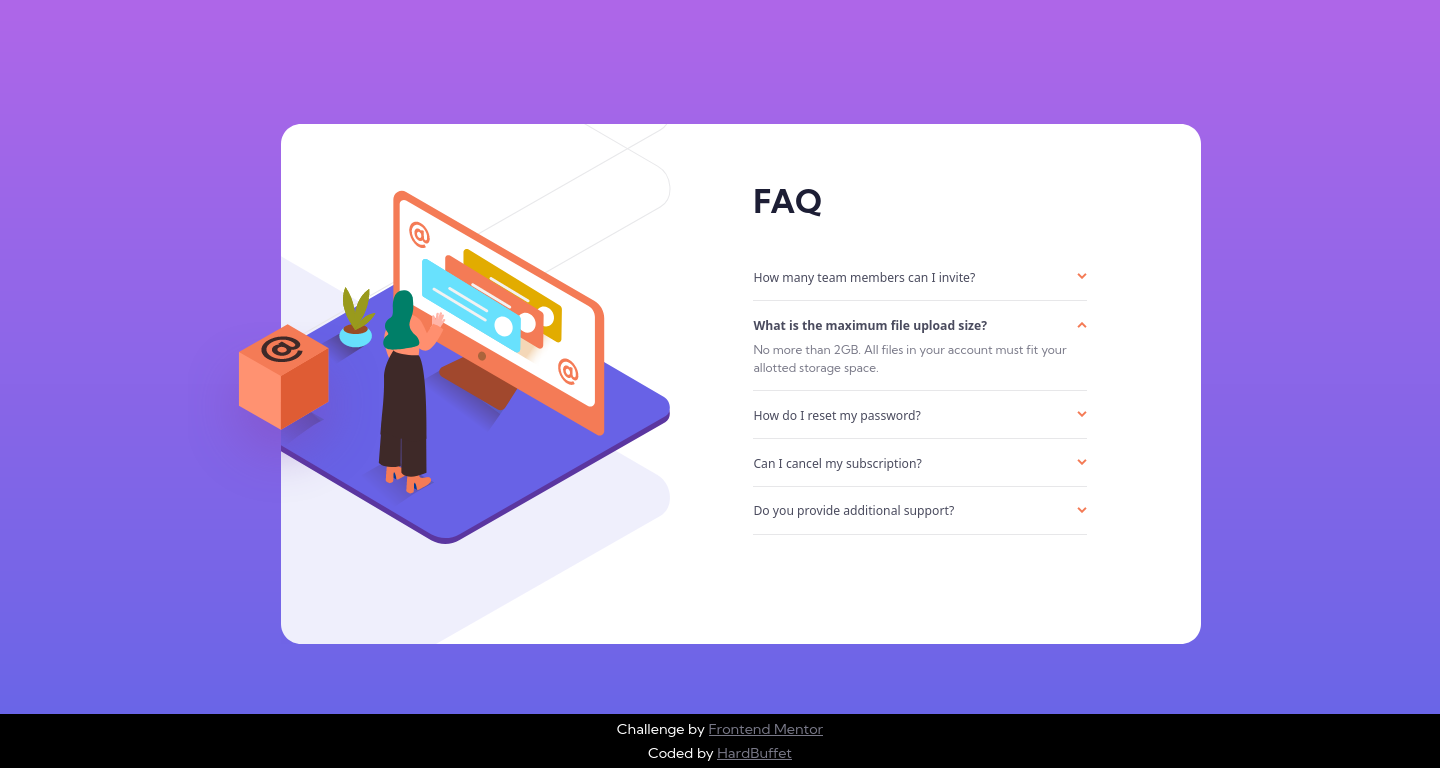 FAQ
How many team members can I invite?
What is the maximum file upload size?
No more than 2GB. All files in your account must fit your
allotted storage space.
How do I reset my password?
Can I cancel my subscription?
Do you provide additional support?
@
@
@
Challenge by Frontend Mentor
Coded by HardBuffet